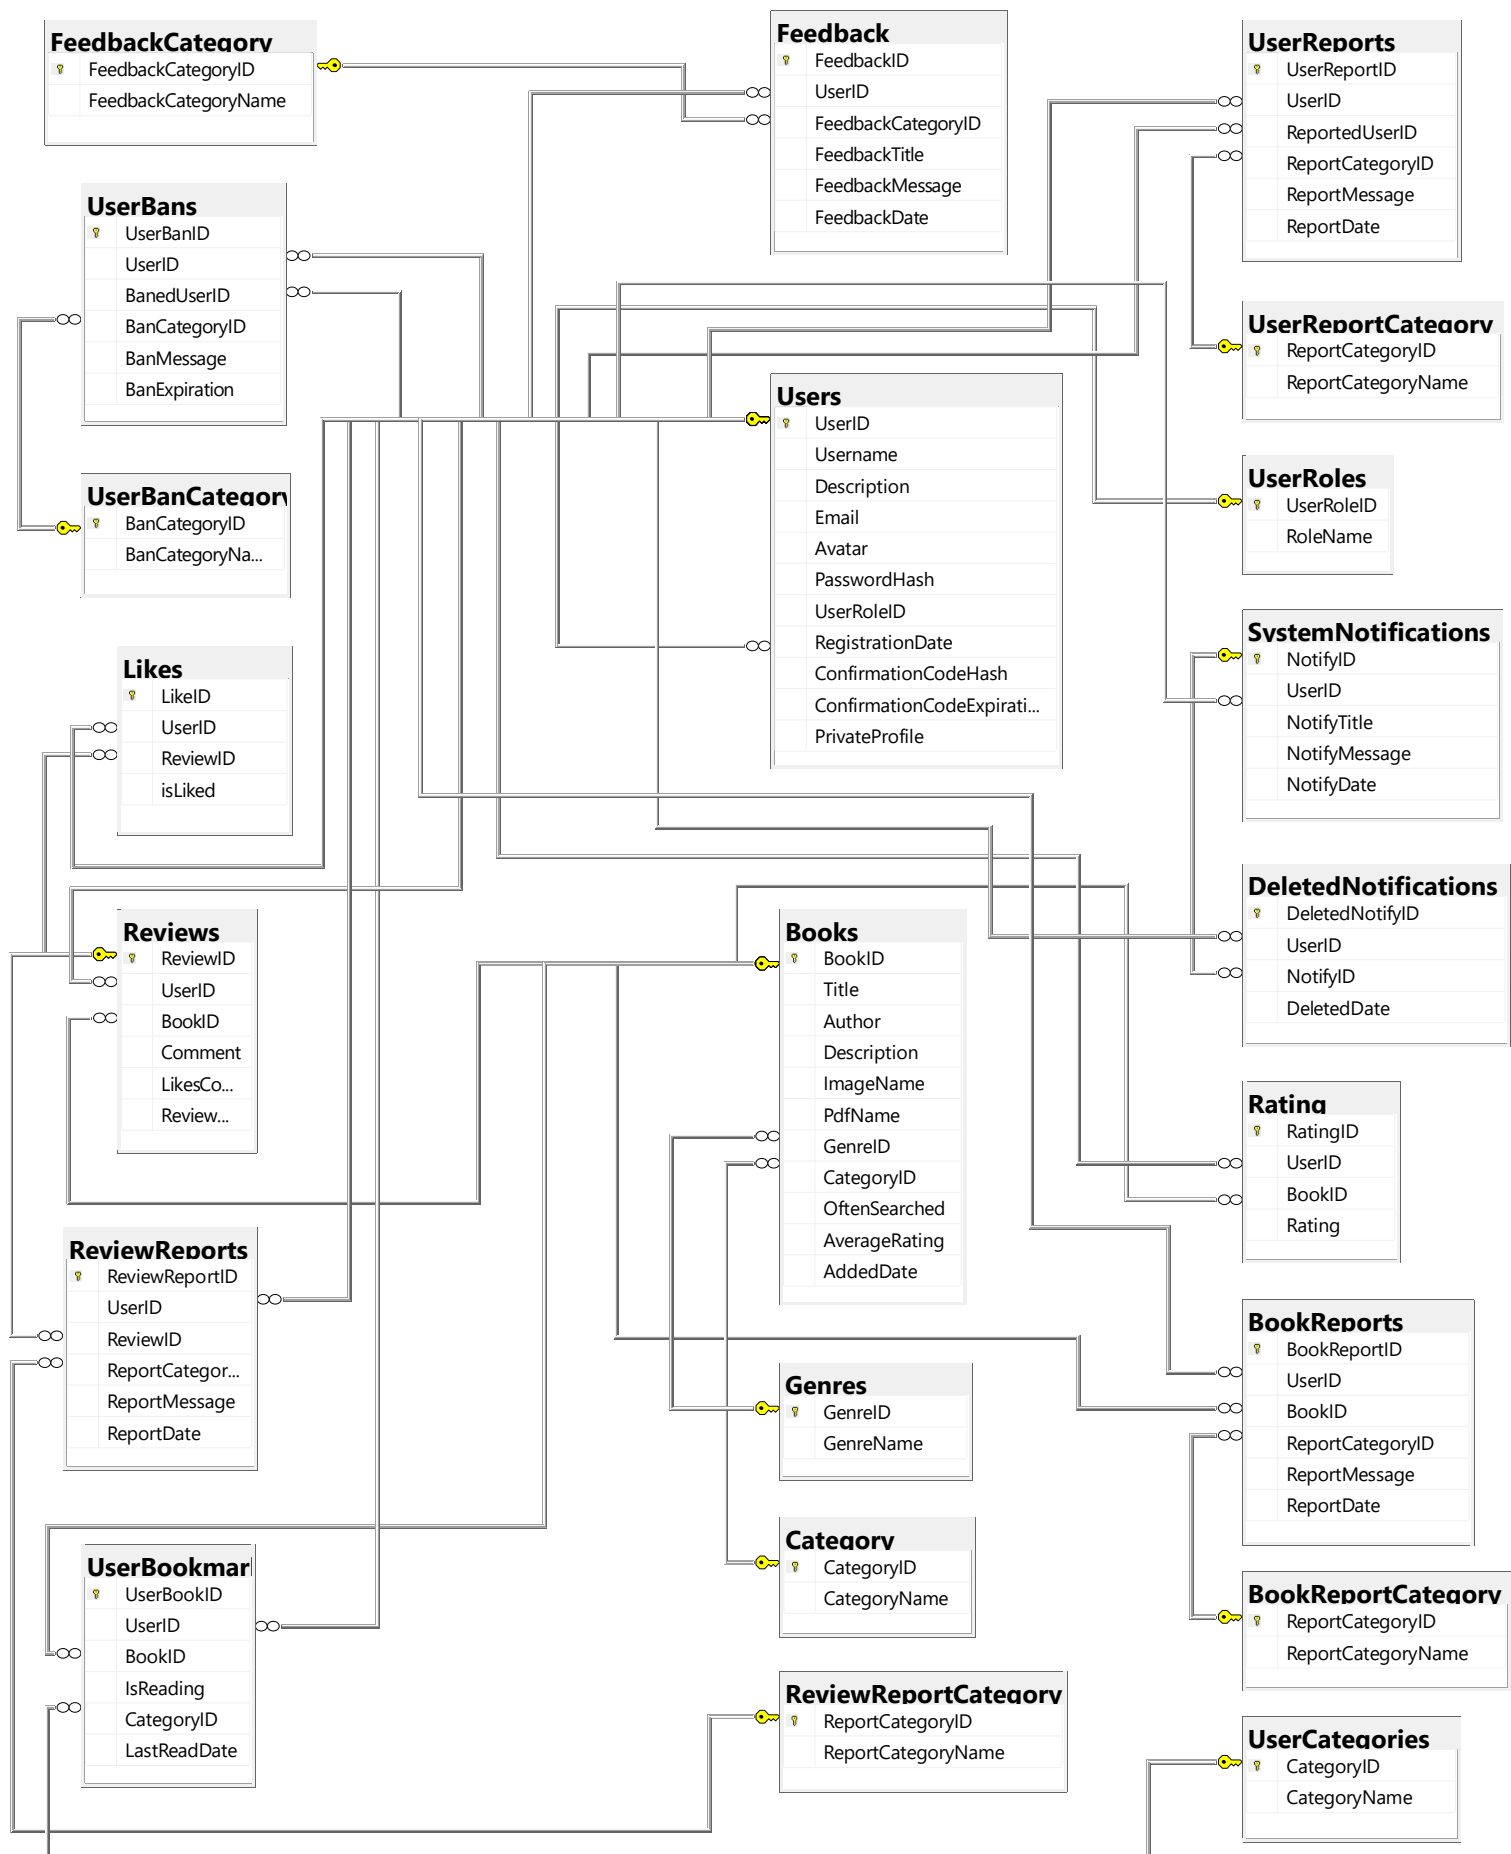 FeedbackCategory
FeedbackCategoryID
FeedbackCategoryName
Feedback
FeedbackID
UserID
FeedbackCategoryID
FeedbackTitle
FeedbackMessage
FeedbackDate
UserReports
UserReportID
UserID
ReportedUserID
ReportCategoryID
ReportMessage
ReportDate
UserBans
UserBanID
UserID
BanedUserID
BanCategoryID
BanMessage
BanExpiration
UserReportCategory
ReportCategoryID
ReportCategoryName
Users
UserID
Username
Description
Email
Avatar
PasswordHash
UserRoleID
RegistrationDate
ConfirmationCodeHash
ConfirmationCodeExpirati...
PrivateProfile
UserBanCategory
BanCategoryID
BanCategoryNa...
UserRoles
UserRoleID
RoleName
Likes
LikeID
UserID
ReviewID
isLiked
SystemNotifications
NotifyID
UserID
NotifyTitle
NotifyMessage
NotifyDate
DeletedNotifications
DeletedNotifyID
UserID
NotifyID
DeletedDate
Reviews
ReviewID
UserID
BookID
Comment
LikesCo...
Review...
Books
BookID
Title
Author
Description
ImageName
PdfName
GenreID
CategoryID
OftenSearched
AverageRating
AddedDate
Rating
RatingID
UserID
BookID
Rating
ReviewReports
ReviewReportID
UserID
ReviewID
ReportCategor...
ReportMessage
ReportDate
BookReports
BookReportID
UserID
BookID
ReportCategoryID
ReportMessage
ReportDate
Genres
GenreID
GenreName
Category
CategoryID
CategoryName
UserBookmar
UserBookID
UserID
BookID
IsReading
CategoryID
LastReadDate
BookReportCategory
ReportCategoryID
ReportCategoryName
ReviewReportCategory
ReportCategoryID
ReportCategoryName
UserCategories
CategoryID
CategoryName